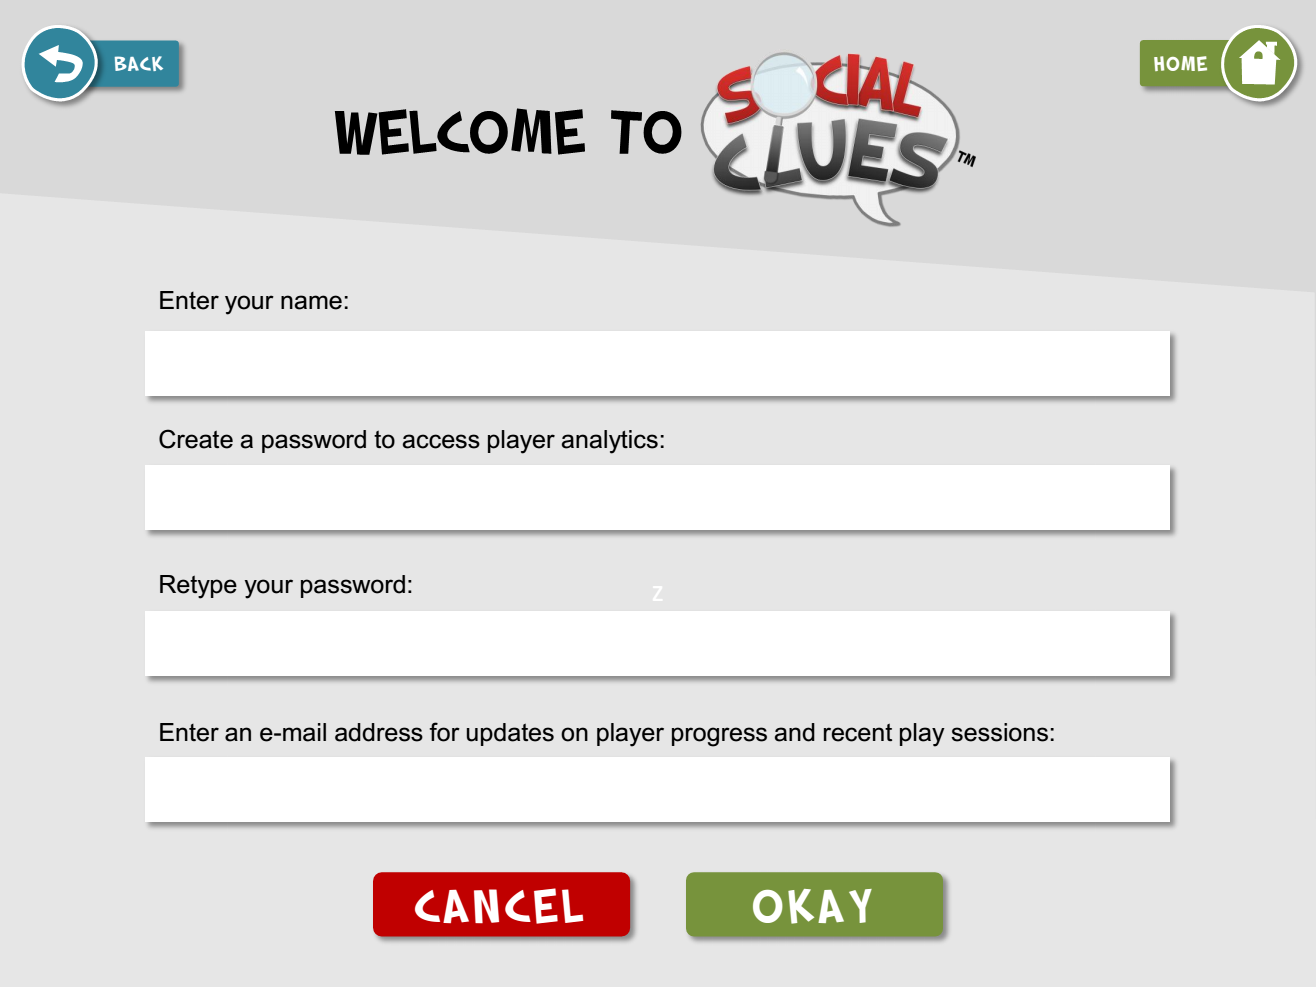 BACK
HOME
WELCOME TO SOCIAL CLUES™
Enter your name:
Create a password to access player analytics:
Retype your password:
z
Enter an e-mail address for updates on player progress and recent play sessions:
CANCEL
OKAY